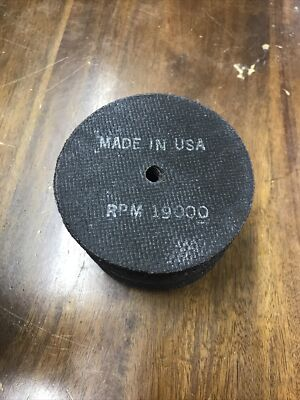 MADE IN USA
RPM 19000